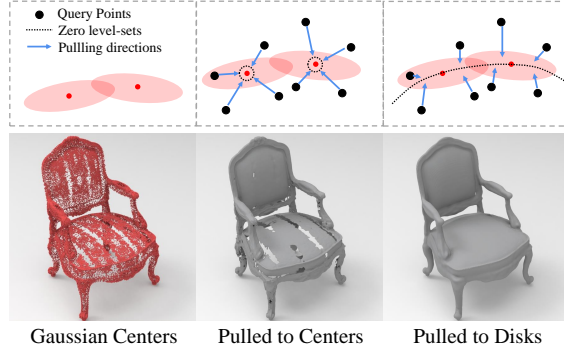 Query Points
Zero level-sets
Pullling directions
Gaussian Centers
Pulled to Centers
Pulled to Disks